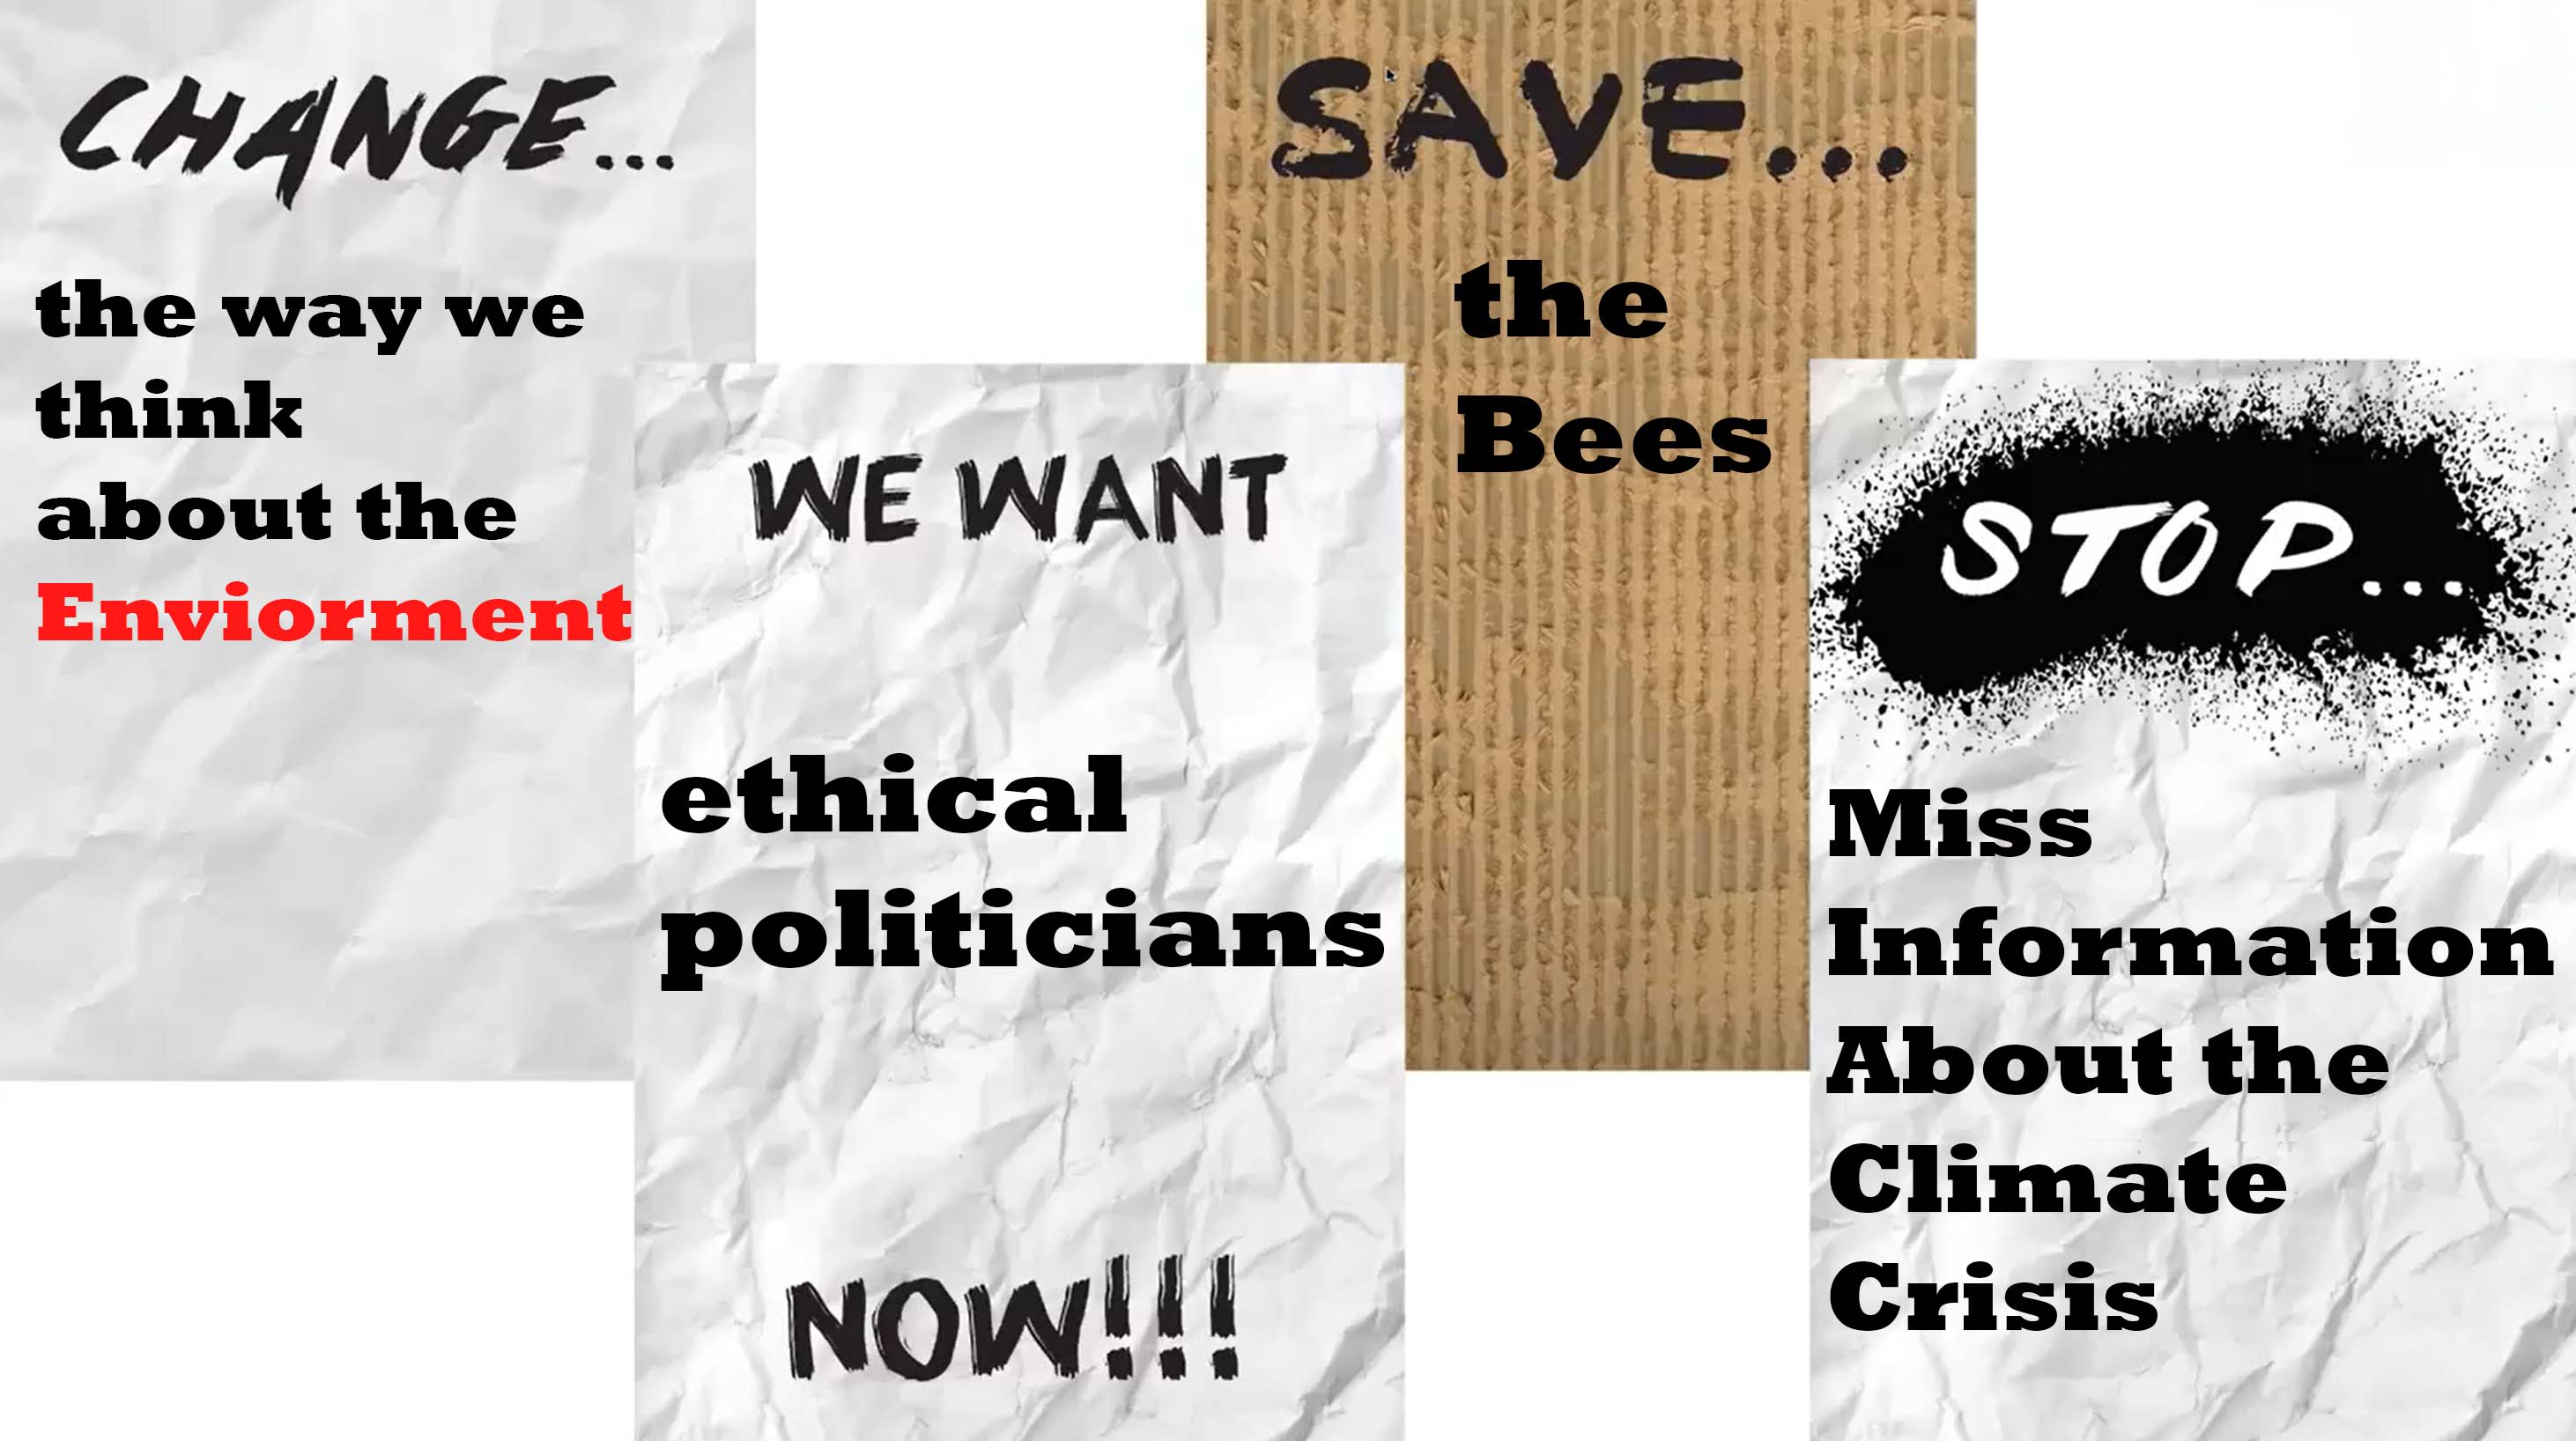 CHANGE...
the way we
think
about the
Enviorment
WE WANT
ethical
politicians
NOW!!!
SAVE...
the
Bees
STOP...
Miss
Information
About the
Climate
Crisis